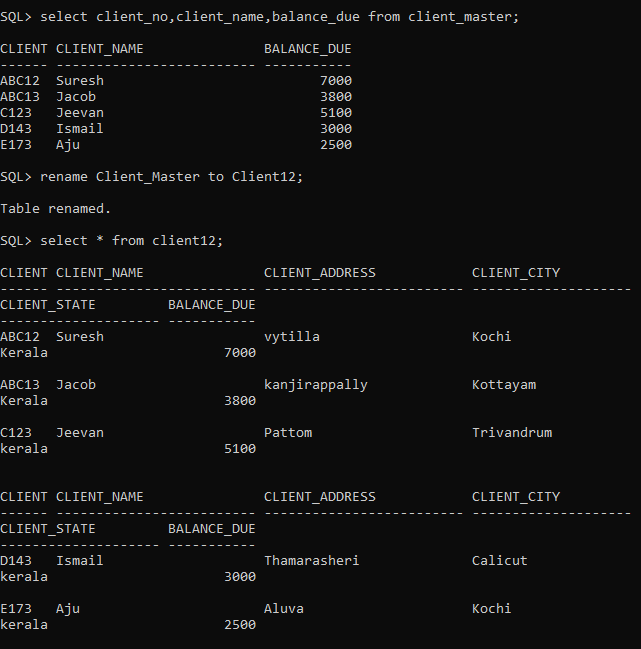 SQL> select client_no,client_name,balance_due from client_master;
CLIENT CLIENT_NAME               BALANCE_DUE
------ ------------------------- -----------
ABC12  Suresh                           7000
ABC13  Jacob                            3800
C123   Jeevan                           5100
D143   Ismail                           3000
E173   Aju                              2500
SQL> rename Client_Master to Client12;
Table renamed.
SQL> select * from client12;
CLIENT CLIENT_NAME               CLIENT_ADDRESS            CLIENT_CITY
------ ------------------------- ------------------------- --------------------
CLIENT_STATE         BALANCE_DUE
-------------------- -----------
ABC12  Suresh                    vytilla                   Kochi
Kerala                      7000
ABC13  Jacob                     kanjirappally             Kottayam
Kerala                      3800
C123   Jeevan                    Pattom                    Trivandrum
kerala                      5100
CLIENT CLIENT_NAME               CLIENT_ADDRESS            CLIENT_CITY
------ ------------------------- ------------------------- --------------------
CLIENT_STATE         BALANCE_DUE
-------------------- -----------
D143   Ismail                    Thamarasheri              Calicut
kerala                      3000
E173   Aju                       Aluva                     Kochi
kerala                      2500